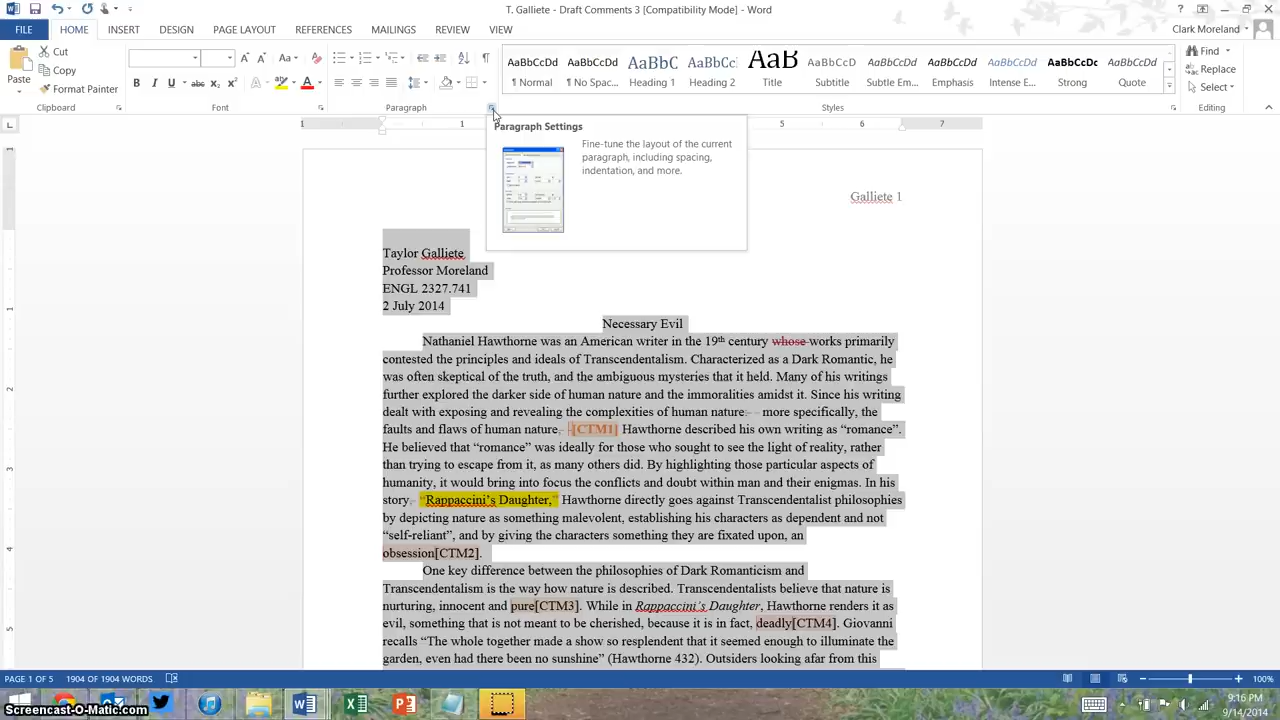 T. Galliete - Draft Comments 3 [Compatibility Mode] - Word
FILE HOME INSERT DESIGN PAGE LAYOUT REFERENCES MAILINGS REVIEW VIEW Clark Moreland
Paste
Cut
Copy
Format Painter
Clipboard
Font
Paragraph
AaBbCcDd AaBbCcDd AaBbC AaBbCc AaB AaBbCcD AaBbCcDd AaBbCcDd AaBbCcDd AaBbCcDc AaBbCcDd
¶ Normal ¶ No Spac... Heading 1 Heading 2 Title Subtitle Subtle Em... Emphasis Intense E... Strong Quote
Styles
Find
Replace
Select
Editing
1 1 5 6 7
Paragraph Settings
Fine-tune the layout of the current
paragraph, including spacing,
indentation, and more.
Galliete 1
Taylor Galliete
Professor Moreland
ENGL 2327.741
2 July 2014
Necessary Evil
Nathaniel Hawthorne was an American writer in the 19th century whose works primarily
contested the principles and ideals of Transcendentalism. Characterized as a Dark Romantic, he
was often skeptical of the truth, and the ambiguous mysteries that it held. Many of his writings
further explored the darker side of human nature and the immoralities amidst it. Since his writing
dealt with exposing and revealing the complexities of human nature more specifically, the
faults and flaws of human nature, [CTM1] Hawthorne described his own writing as “romance”.
He believed that “romance” was ideally for those who sought to see the light of reality, rather
than trying to escape from it, as many others did. By highlighting those particular aspects of
humanity, it would bring into focus the conflicts and doubt within man and their enigmas. In his
story “Rappaccini’s Daughter,” Hawthorne directly goes against Transcendentalist philosophies
by depicting nature as something malevolent, establishing his characters as dependent and not
“self-reliant”, and by giving the characters something they are fixated upon, an
obsession[CTM2].
One key difference between the philosophies of Dark Romanticism and
Transcendentalism is the way how nature is described. Transcendentalists believe that nature is
nurturing, innocent and pure[CTM3]. While in Rappaccini’s Daughter, Hawthorne renders it as
evil, something that is not meant to be cherished, because it is in fact, deadly[CTM4]. Giovanni
recalls “The whole together made a show so resplendent that it seemed enough to illuminate the
garden, even had there been no sunshine” (Hawthorne 432). Outsiders looking afar from this
PAGE 1 OF 5 1904 OF 1904 WORDS 100%
Screencast-O-Matic.com
9:16 PM
9/14/2014